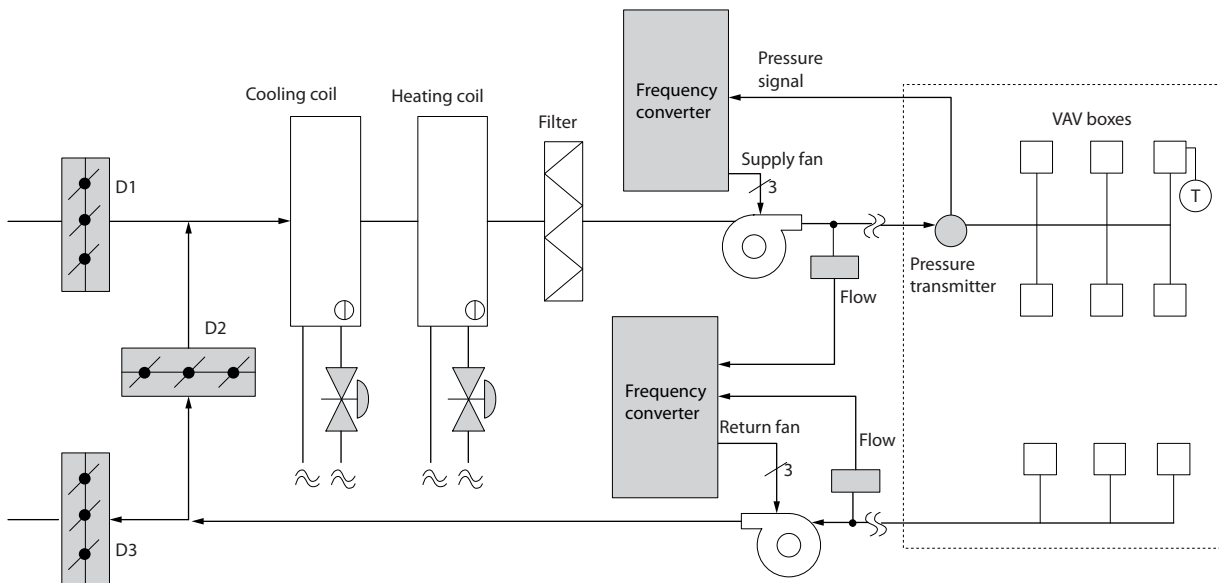 Pressure
signal
Cooling coil
Heating coil
Frequency
converter
Filter
VAV boxes
Supply fan
3
D1
T
Pressure
transmitter
Flow
D2
Frequency
converter
Return fan
Flow
3
D3